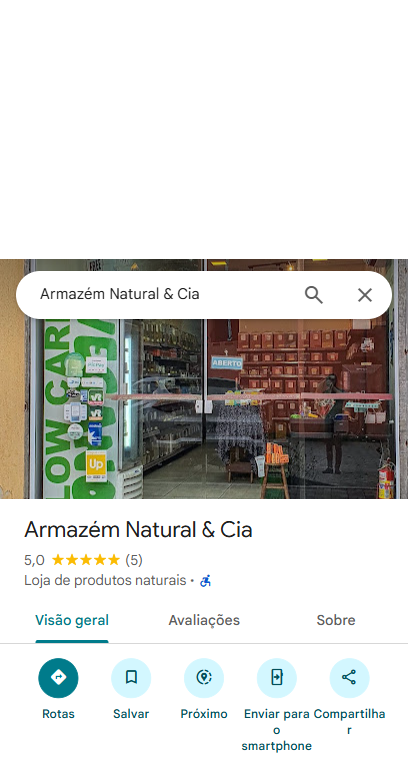 Armazém Natural & Cia
ABERTO
LOW CAR
Up
Armazém Natural & Cia
5,0 (5)
Loja de produtos naturais ·
Visão geral
Avaliações
Sobre
Rotas
Salvar
Próximo
Enviar para
o
smartphone
Compartilha
r